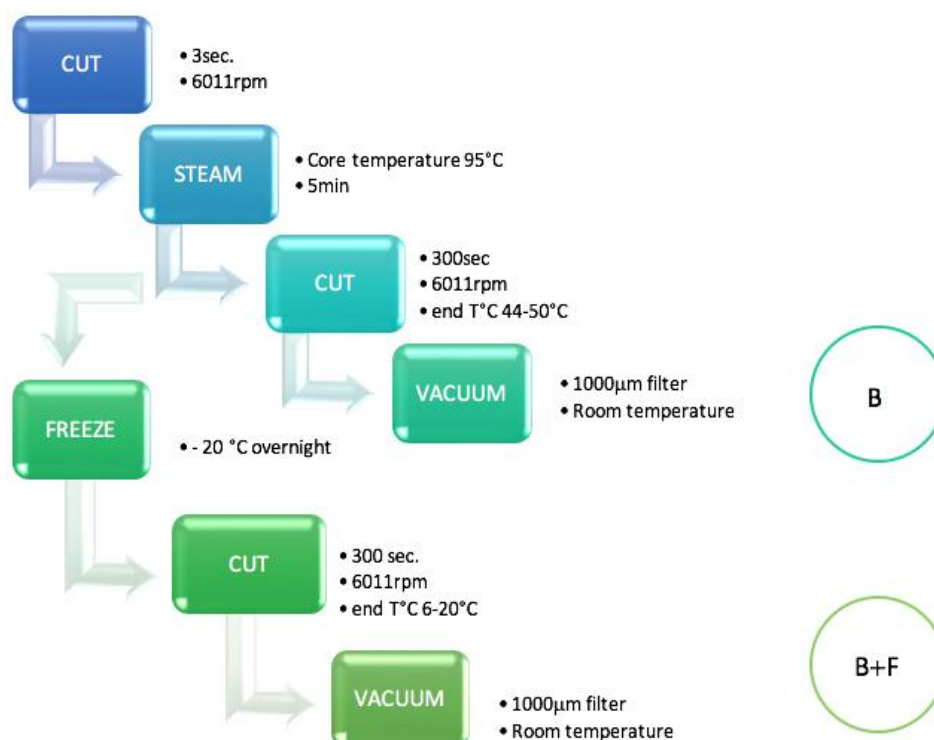 CUT
• 3sec.
• 6011rpm
STEAM
• Core temperature 95°C
• 5min
CUT
• 300sec
• 6011rpm
• end T°C 44-50°C
VACUUM
• 1000μm filter
• Room temperature
B
FREEZE
• - 20 °C overnight
CUT
• 300 sec.
• 6011rpm
• end T°C 6-20°C
B+F
VACUUM
• 1000μm filter
• Room temperature